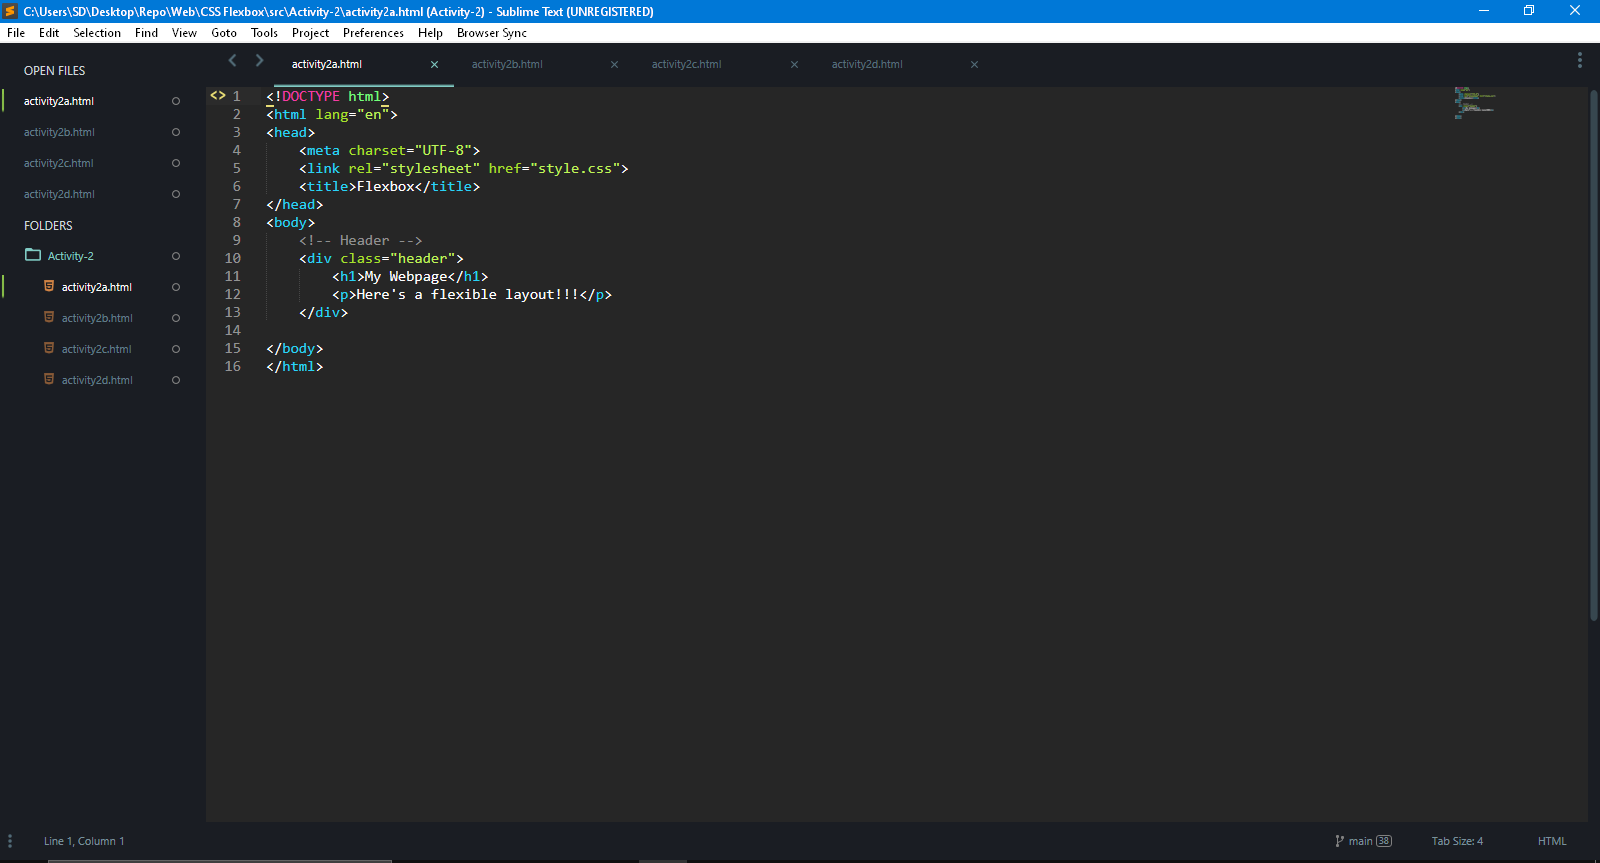 C:\Users\SD\Desktop\Repo\Web\CSS Flexbox\src\Activity-2\activity2a.html (Activity-2) - Sublime Text (UNREGISTERED)
File Edit Selection Find View Goto Tools Project Preferences Help Browser Sync
OPEN FILES
activity2a.html
activity2b.html
activity2c.html
activity2d.html
FOLDERS
Activity-2
activity2a.html
activity2b.html
activity2c.html
activity2d.html
activity2a.html activity2b.html activity2c.html activity2d.html
<> 1 <!DOCTYPE html>
2 <html lang="en">
3 <head>
4 <meta charset="UTF-8">
5 <link rel="stylesheet" href="style.css">
6 <title>Flexbox</title>
7 </head>
8 <body>
9 <!-- Header -->
10 <div class="header">
11 <h1>My Webpage</h1>
12 <p>Here's a flexible layout!!!</p>
13 </div>
14
15 </body>
16 </html>
Line 1, Column 1 main 38 Tab Size: 4 HTML